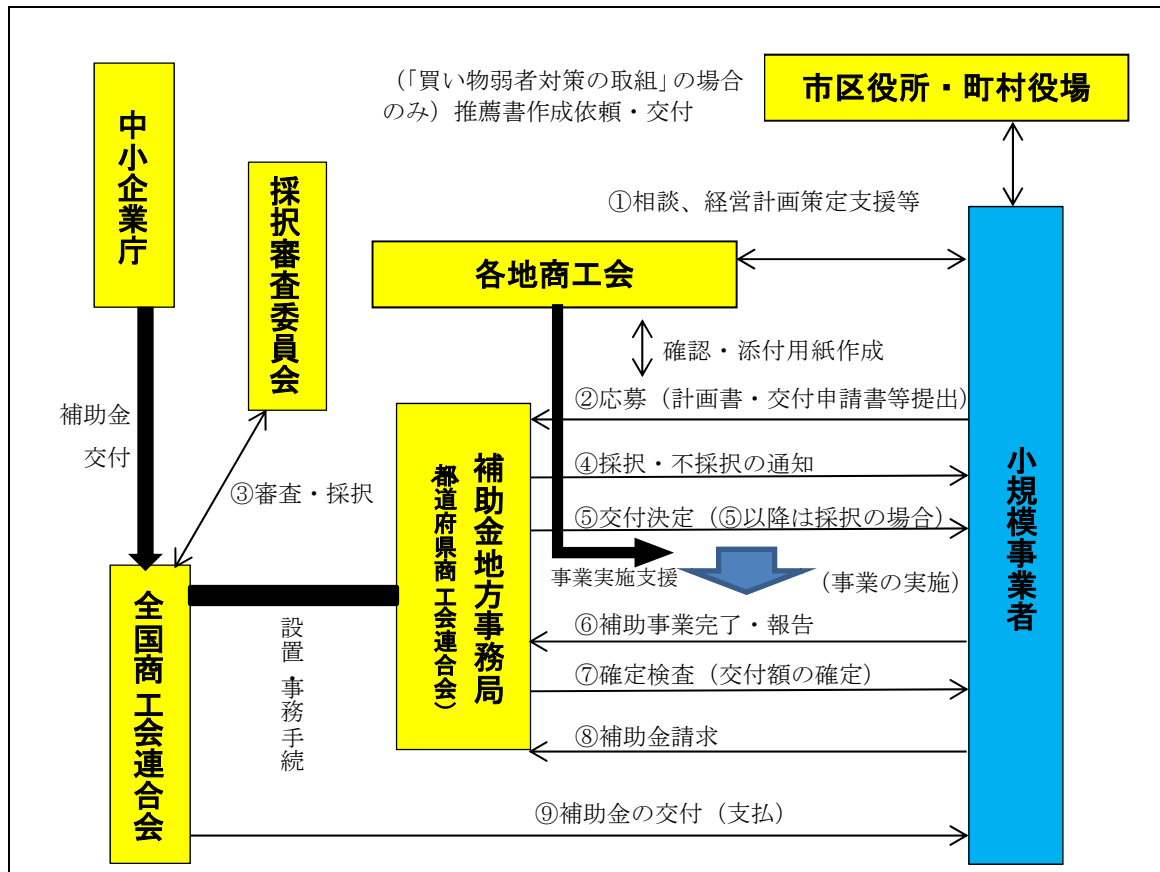 （「買い物弱者対策の取組」の場合
のみ）推薦書作成依頼・交付
市区役所・町村役場
中小企業庁
採択審査委員会
①相談、経営計画策定支援等
各地商工会
確認・添付用紙作成
補助金
交付
②応募（計画書・交付申請書等提出）
③審査・採択
④採択・不採択の通知
⑤交付決定（⑤以降は採択の場合）
補助金地方事務局
（都道府県商工会連合会）
小規模事業者
事業実施支援
（事業の実施）
全国商工会連合会
設置・事務手続
⑥補助事業完了・報告
⑦確定検査（交付額の確定）
⑧補助金請求
⑨補助金の交付（支払）